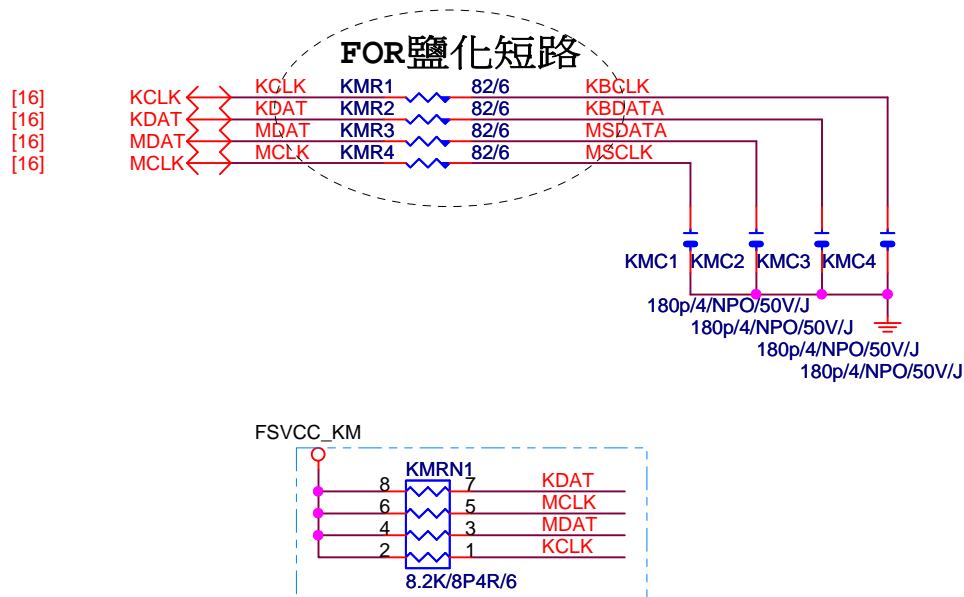 FOR鹽化短路
[16] KCLK KCLK KMR1 82/6 KBCLK
[16] KDAT KDAT KMR2 82/6 KBDATA
[16] MDAT MDAT KMR3 82/6 MSDATA
[16] MCLK MCLK KMR4 82/6 MSCLK
KMC1 KMC2 KMC3 KMC4
180p/4/NPO/50V/J
180p/4/NPO/50V/J
180p/4/NPO/50V/J
180p/4/NPO/50V/J
FSVCC_KM
KMRN1
8 7 KDAT
6 5 MCLK
4 3 MDAT
2 1 KCLK
8.2K/8P4R/6